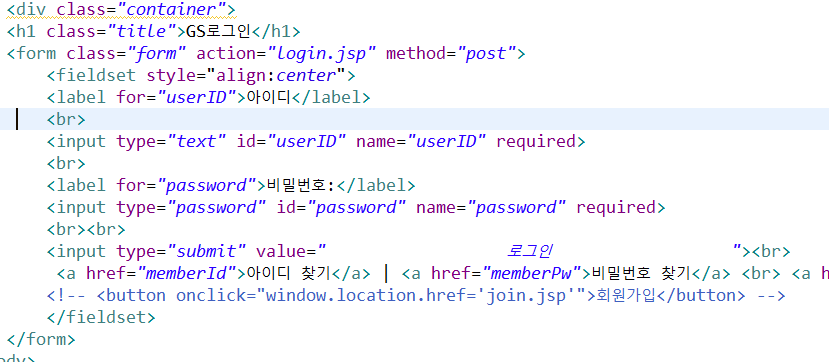 <div class="container">
<h1 class="title">GS로그인</h1>
<form class="form" action="login.jsp" method="post">
<fieldset style="align:center">
<label for="userID">아이디</label>
<br>
<input type="text" id="userID" name="userID" required>
<br>
<label for="password">비밀번호:</label>
<input type="password" id="password" name="password" required>
<br><br>
<input type="submit" value="                    로그인                    "><br>
<a href="memberId">아이디 찾기</a> | <a href="memberPw">비밀번호 찾기</a> <br> <a h
<!-- <button onclick="window.location.href='join.jsp'">회원가입</button> -->
</fieldset>
</form>